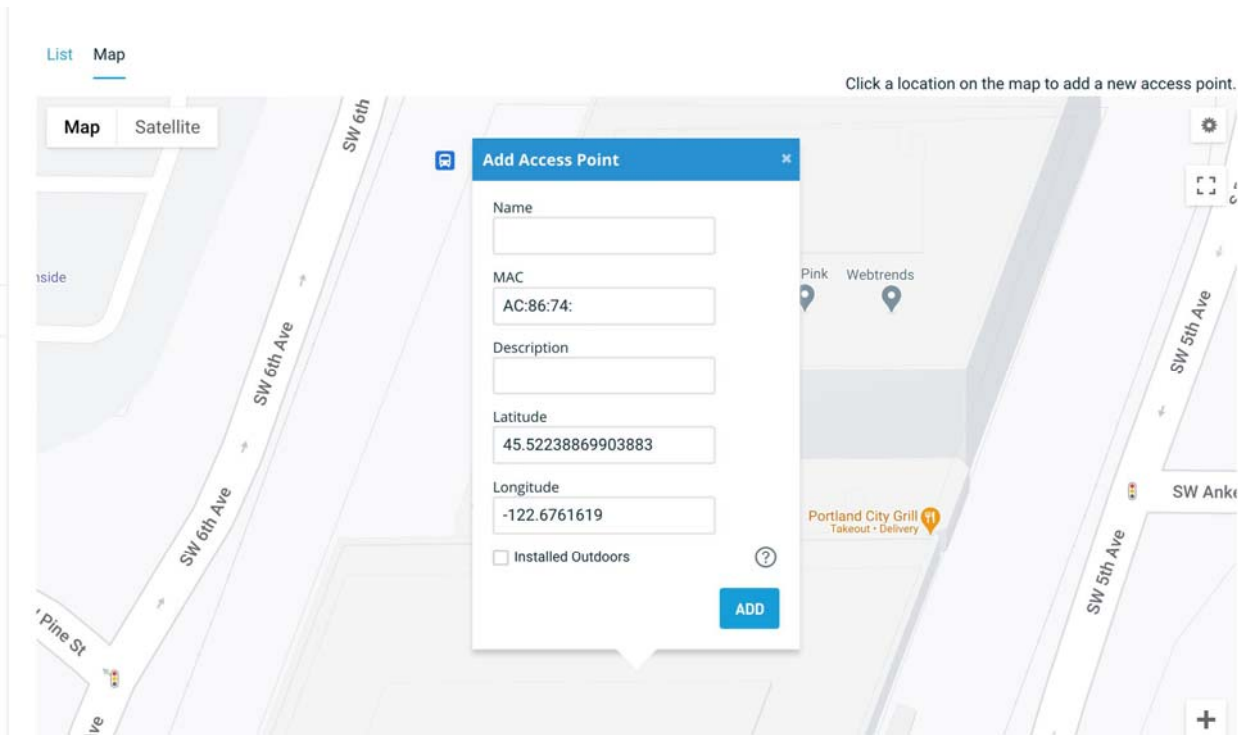 List Map
Click a location on the map to add a new access point.
Map Satellite
SW 6th
Add Access Point
Name
MAC
AC:86:74:
Description
Latitude
45.52238869903883
Longitude
-122.6761619
Installed Outdoors
?
ADD
Pink
Webtrends
SW 6th Ave
SW 5th Ave
Portland City Grill
Takeout • Delivery
SW 6th Ave
SW Anke
SW 5th Ave
Pine St